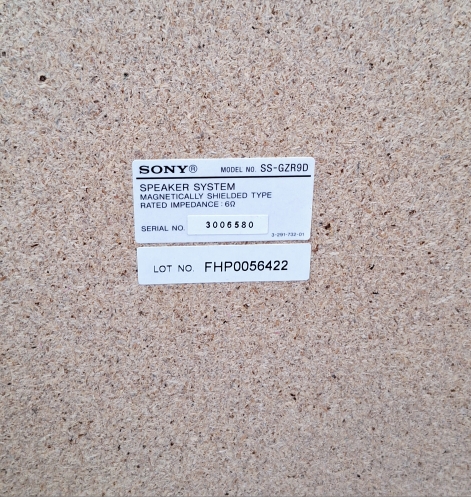 SONY® MODEL NO. SS-GZR9D
SPEAKER SYSTEM
MAGNETICALLY SHIELDED TYPE
RATED IMPEDANCE: 6Ω
SERIAL NO. 3006580
3-291-732-01
LOT NO. FHP0056422